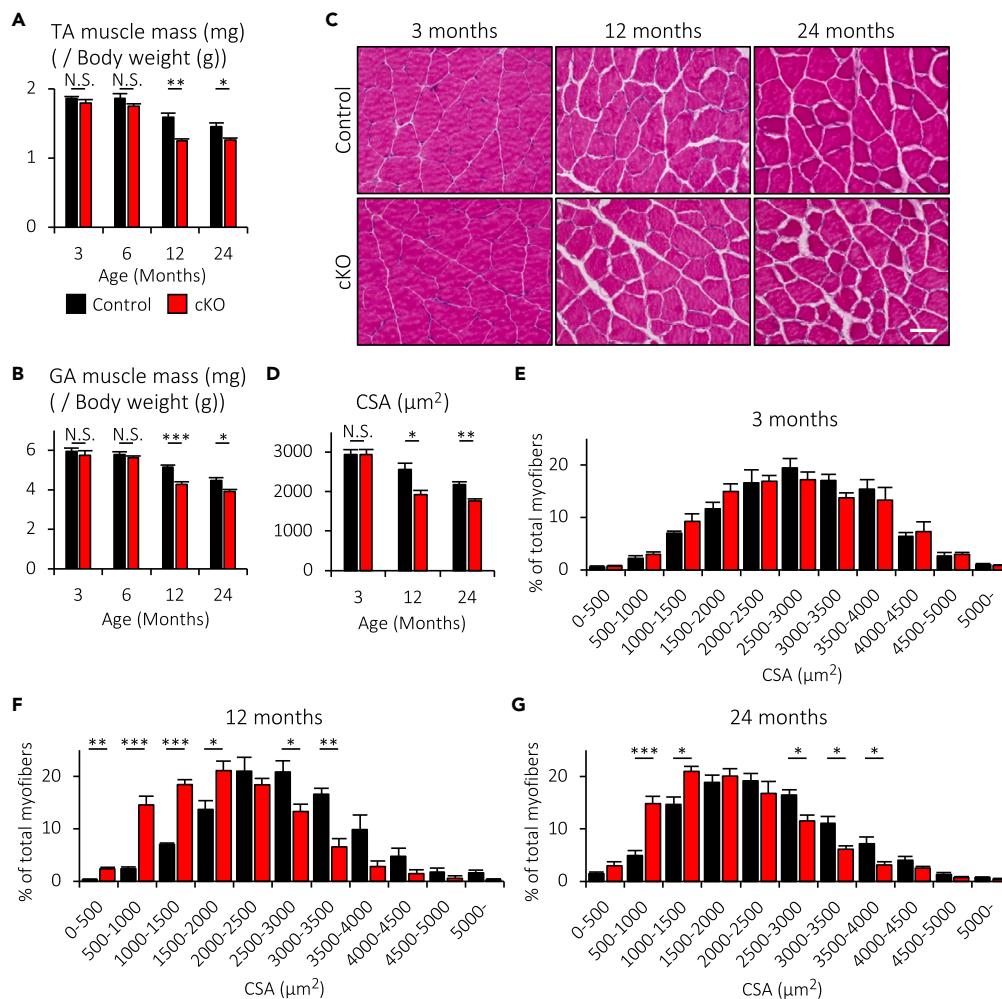 A
TA muscle mass (mg)
( / Body weight (g))
N.S. N.S. ** *
2
1
0
3 6 12 24
Age (Months)
Control cKO
B
GA muscle mass (mg)
( / Body weight (g))
N.S. N.S. *** *
6
4
2
0
3 6 12 24
Age (Months)
C
3 months 12 months 24 months
Control
cKO
D
CSA (µm²)
N.S. * **
3000
2000
1000
0
3 12 24
Age (Months)
E
3 months
% of total myofibers
20
10
0
0-500 500-1000 1000-1500 1500-2000 2000-2500 2500-3000 3000-3500 3500-4000 4000-4500 4500-5000 5000-
CSA (µm²)
F
12 months
** *** *** * * **
% of total myofibers
20
10
0
0-500 500-1000 1000-1500 1500-2000 2000-2500 2500-3000 3000-3500 3500-4000 4000-4500 4500-5000 5000-
CSA (µm²)
G
24 months
*** * * * *
% of total myofibers
20
10
0
0-500 500-1000 1000-1500 1500-2000 2000-2500 2500-3000 3000-3500 3500-4000 4000-4500 4500-5000 5000-
CSA (µm²)